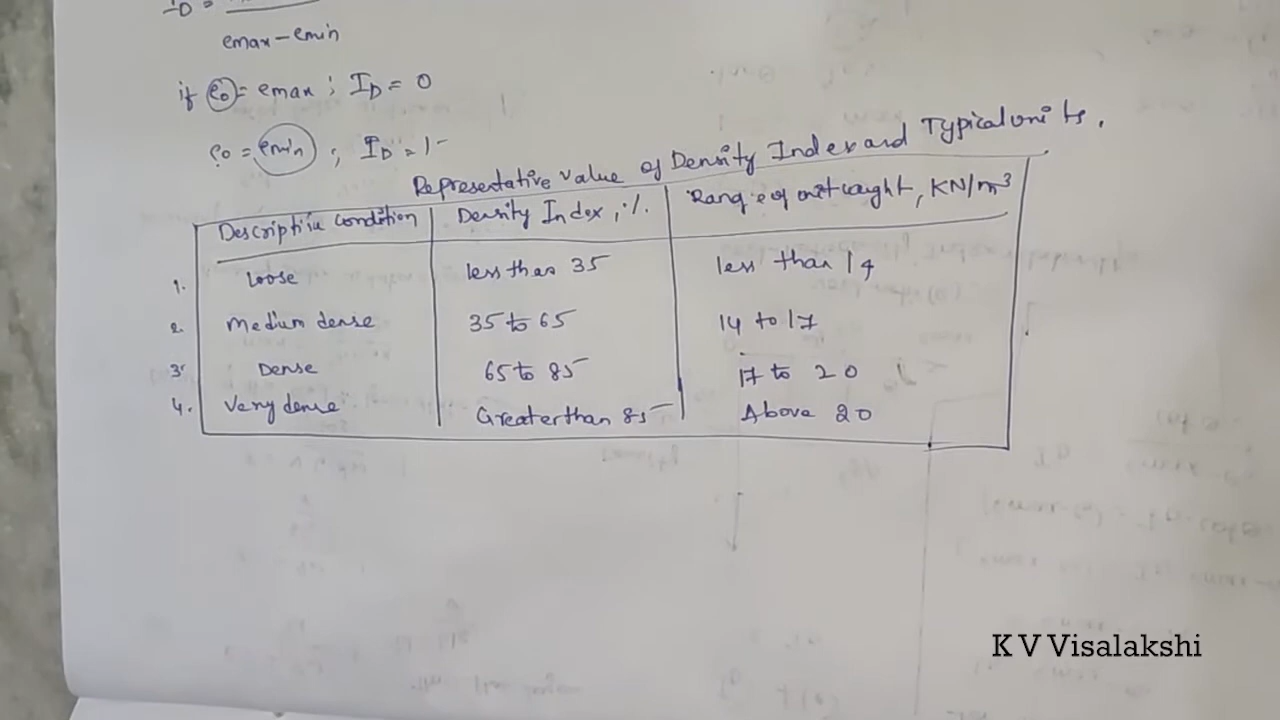 ID =
emax - emin
if e0 = emax ; ID = 0
e0 = emin ; ID = 1-
Representative value of Density Index and Typical units.
Descriptive condition Density Index, %. Range of unit weight, KN/m³
1. Loose less than 35 less than 14
2. Medium dense 35 to 65 14 to 17
3. Dense 65 to 85 17 to 20
4. Very dense Greater than 85 Above 20
K V Visalakshi